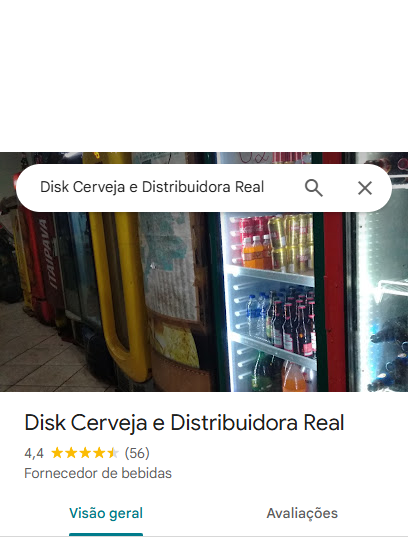 Disk Cerveja e Distribuidora Real
ITAIPAVA
Disk Cerveja e Distribuidora Real
4,4 (56)
Fornecedor de bebidas
Visão geral Avaliações